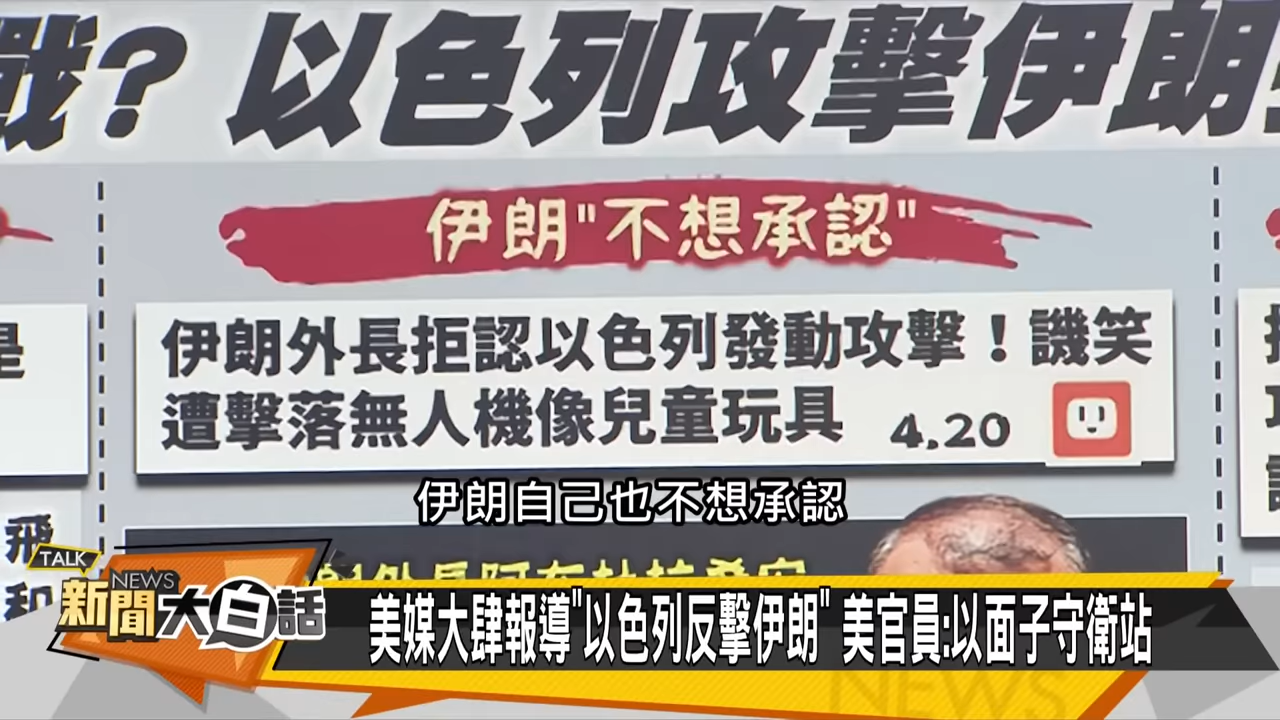 戰? 以色列攻擊伊朗
伊朗"不想承認"
伊朗外長拒認以色列發動攻擊！譏笑
遭擊落無人機像兒童玩具 4.20
是
飛
和
伊朗自己也不想承認
TALK
NEWS
新聞大白話
美媒大肆報導"以色列反擊伊朗" 美官員:以面子守衛站
NEWS